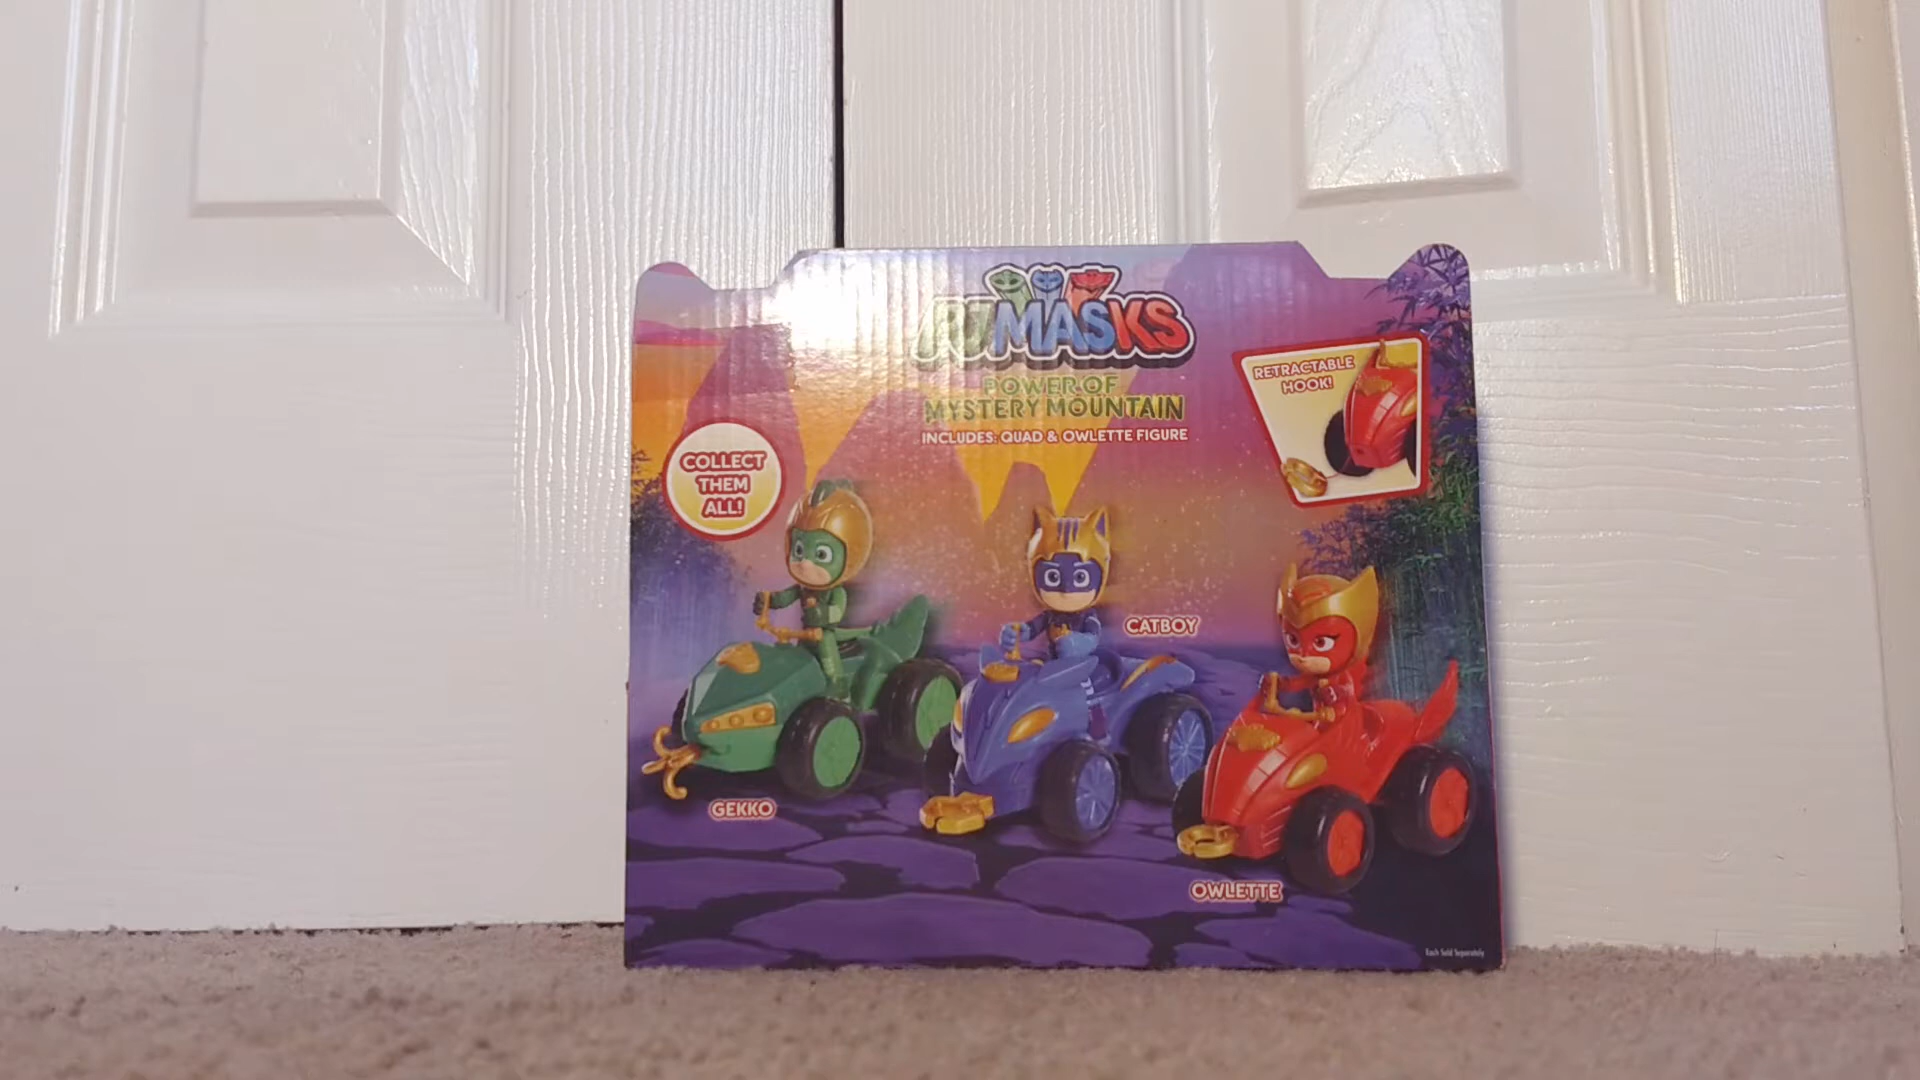 PJMASKS
POWER OF
MYSTERY MOUNTAIN
INCLUDES: QUAD & OWLETTE FIGURE
RETRACTABLE
HOOK!
COLLECT
THEM
ALL!
CATBOY
GEKKO
OWLETTE
Each Sold Separately